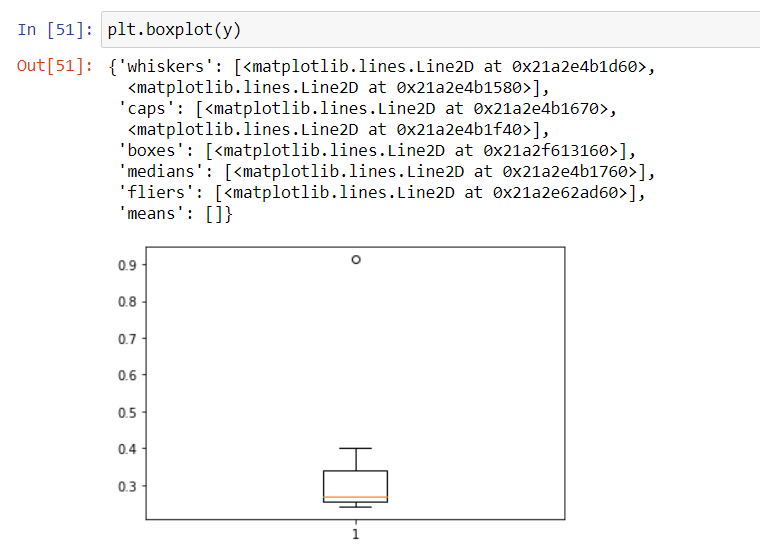 In [51]: plt.boxplot(y)
Out[51]: {'whiskers': [<matplotlib.lines.Line2D at 0x21a2e4b1d60>,
<matplotlib.lines.Line2D at 0x21a2e4b1580>],
'caps': [<matplotlib.lines.Line2D at 0x21a2e4b1670>,
<matplotlib.lines.Line2D at 0x21a2e4b1f40>],
'boxes': [<matplotlib.lines.Line2D at 0x21a2f613160>],
'medians': [<matplotlib.lines.Line2D at 0x21a2e4b1760>],
'fliers': [<matplotlib.lines.Line2D at 0x21a2e62ad60>],
'means': []}
0.9
0.8
0.7
0.6
0.5
0.4
0.3
1